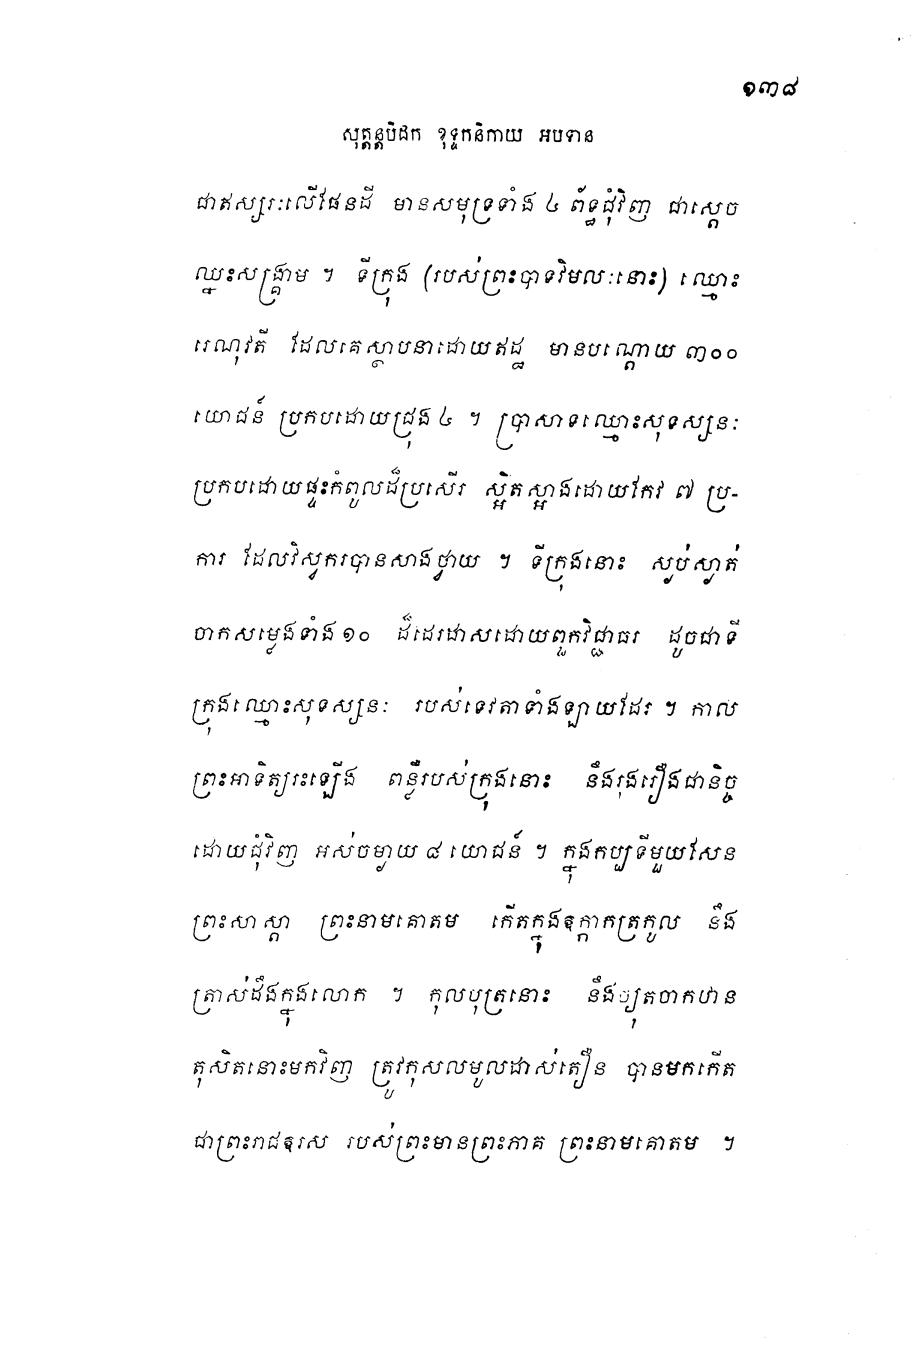 ១៣៨
សុត្តន្តបិដក ខុទ្ទកនិកាយ អបទាន
ជាឥស្សរៈលើផែនដី មានសមុទ្រទាំង ៤ ព័ទ្ធជុំវិញ ជាស្តេច
ឈ្នះសង្គ្រាម ។ ទីក្រុង (របស់ព្រះបាទវិមលៈនោះ) ឈ្មោះ
រេណុវតី ដែលគេស្ថាបនាដោយឥដ្ឋ មានបណ្តោយ ៣០០
យោជន៍ ប្រកបដោយជ្រុង ៤ ។ ប្រាសាទឈ្មោះសុទស្សនៈ
ប្រកបដោយផ្ទះកំពូលដ៏ប្រសើរ ស្អិតស្អាងដោយកែវ ៧ ប្រ-
ការ ដែលវិស្វករបានសាងថ្វាយ ។ ទីក្រុងនោះ ស្ងប់ស្ងាត់
ចាកសម្លេងទាំង ១០ ដ៏ដេរដាសដោយពួកវិជ្ជាធរ ដូចជាទី
ក្រុងឈ្មោះសុទស្សនៈ របស់ទេវតាទាំងឡាយដែរ ។ កាល
ព្រះអាទិត្យរះឡើង ពន្លឺរបស់ក្រុងនោះ នឹងរុងរឿងជានិច្ច
ដោយជុំវិញ អស់ចម្ងាយ ៨ យោជន៍ ។ ក្នុងកប្បទីមួយសែន
ព្រះសាស្តា ព្រះនាមគោតម កើតក្នុងឧក្កាកត្រកូល នឹង
ត្រាស់ដឹងក្នុងលោក ។ កុលបុត្រនោះ នឹងច្យុតចាកឋាន
តុសិតនោះមកវិញ ត្រូវកុសលមូលដាស់តឿន បានមកកើត
ជាព្រះរាជឱរស របស់ព្រះមានព្រះភាគ ព្រះនាមគោតម ។